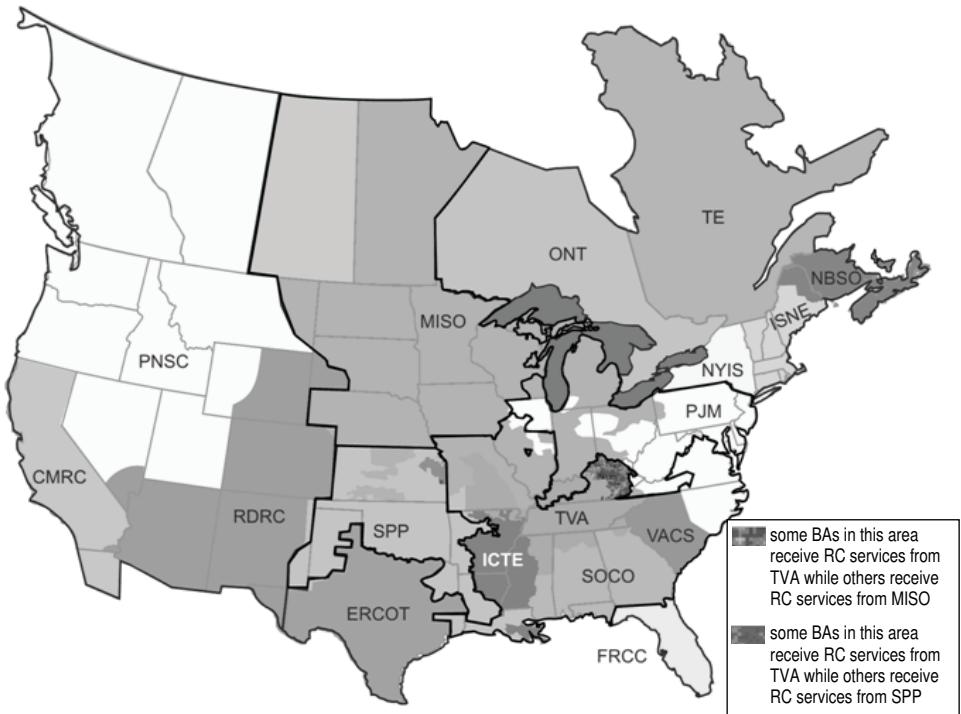 TE
ONT
NBSO
MISO
ISNE
PNSC
NYIS
PJM
CMRC
RDRC
SPP
TVA
VACS
ICTE
SOCO
ERCOT
FRCC
some BAs in this area
receive RC services from
TVA while others receive
RC services from MISO
some BAs in this area
receive RC services from
TVA while others receive
RC services from SPP